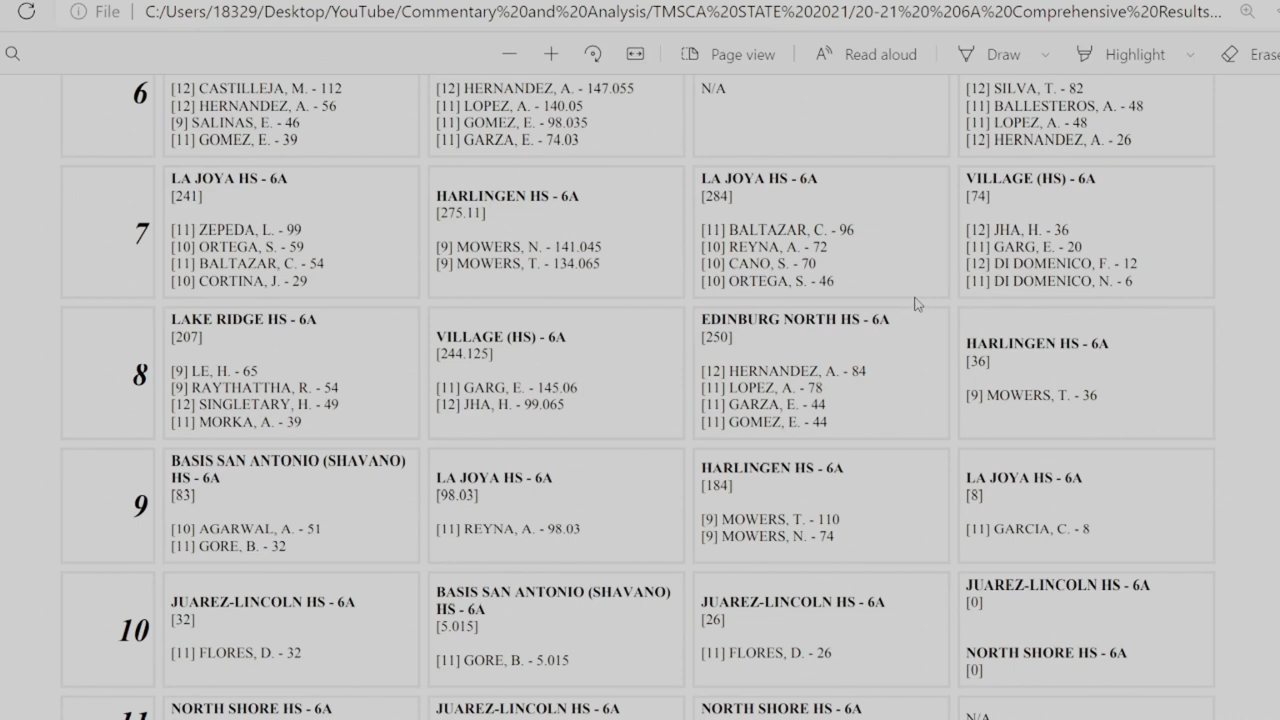 File
C:/Users/18329/Desktop/YouTube/Commentary%20and%20Analysis/TMSCA%20STATE%202021/20-21%20%206A%20Comprehensive%20Results...
Page view
Read aloud
Draw
Highlight
Erase
6
[12] CASTILLEJA, M. - 112
[12] HERNANDEZ, A. - 56
[9] SALINAS, E. - 46
[11] GOMEZ, E. - 39
[12] HERNANDEZ, A. - 147.055
[11] LOPEZ, A. - 140.05
[11] GOMEZ, E. - 98.035
[11] GARZA, E. - 74.03
N/A
[12] SILVA, T. - 82
[11] BALLESTEROS, A. - 48
[11] LOPEZ, A. - 48
[12] HERNANDEZ, A. - 26
7
LA JOYA HS - 6A
[241]
[11] ZEPEDA, L. - 99
[10] ORTEGA, S. - 59
[11] BALTAZAR, C. - 54
[10] CORTINA, J. - 29
HARLINGEN HS - 6A
[275.11]
[9] MOWERS, N. - 141.045
[9] MOWERS, T. - 134.065
LA JOYA HS - 6A
[284]
[11] BALTAZAR, C. - 96
[10] REYNA, A. - 72
[10] CANO, S. - 70
[10] ORTEGA, S. - 46
VILLAGE (HS) - 6A
[74]
[12] JHA, H. - 36
[11] GARG, E. - 20
[12] DI DOMENICO, F. - 12
[11] DI DOMENICO, N. - 6
8
LAKE RIDGE HS - 6A
[207]
[9] LE, H. - 65
[9] RAYTHATTHA, R. - 54
[12] SINGLETARY, H. - 49
[11] MORKA, A. - 39
VILLAGE (HS) - 6A
[244.125]
[11] GARG, E. - 145.06
[12] JHA, H. - 99.065
EDINBURG NORTH HS - 6A
[250]
[12] HERNANDEZ, A. - 84
[11] LOPEZ, A. - 78
[11] GARZA, E. - 44
[11] GOMEZ, E. - 44
HARLINGEN HS - 6A
[36]
[9] MOWERS, T. - 36
9
BASIS SAN ANTONIO (SHAVANO)
HS - 6A
[83]
[10] AGARWAL, A. - 51
[11] GORE, B. - 32
LA JOYA HS - 6A
[98.03]
[11] REYNA, A. - 98.03
HARLINGEN HS - 6A
[184]
[9] MOWERS, T. - 110
[9] MOWERS, N. - 74
LA JOYA HS - 6A
[8]
[11] GARCIA, C. - 8
10
JUAREZ-LINCOLN HS - 6A
[32]
[11] FLORES, D. - 32
BASIS SAN ANTONIO (SHAVANO)
HS - 6A
[5.015]
[11] GORE, B. - 5.015
JUAREZ-LINCOLN HS - 6A
[26]
[11] FLORES, D. - 26
JUAREZ-LINCOLN HS - 6A
[0]
NORTH SHORE HS - 6A
[0]
11
NORTH SHORE HS - 6A
JUAREZ-LINCOLN HS - 6A
NORTH SHORE HS - 6A
N/A